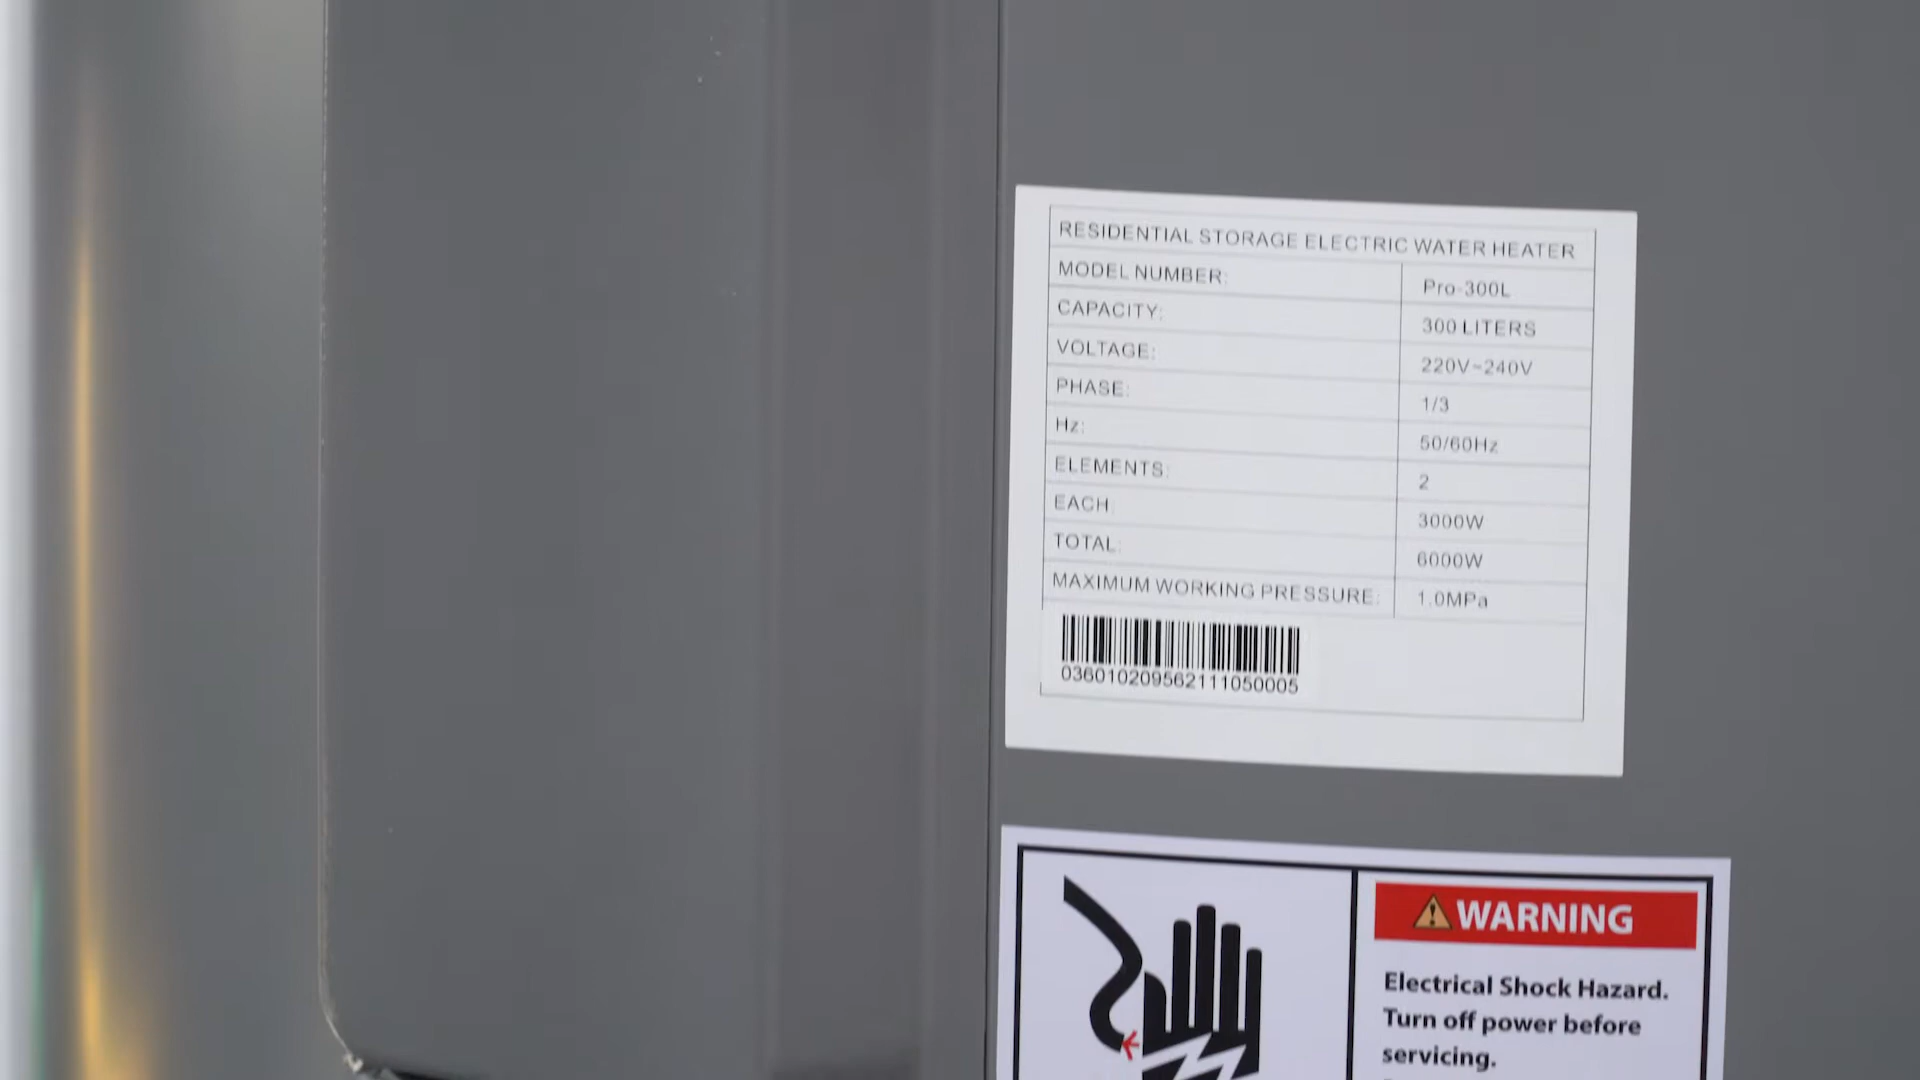 RESIDENTIAL STORAGE ELECTRIC WATER HEATER
MODEL NUMBER: Pro-300L
CAPACITY: 300 LITERS
VOLTAGE: 220V~240V
PHASE: 1/3
Hz: 50/60Hz
ELEMENTS: 2
EACH 3000W
TOTAL: 6000W
MAXIMUM WORKING PRESSURE: 1.0MPa
036010209562111050005
WARNING
Electrical Shock Hazard.
Turn off power before
servicing.